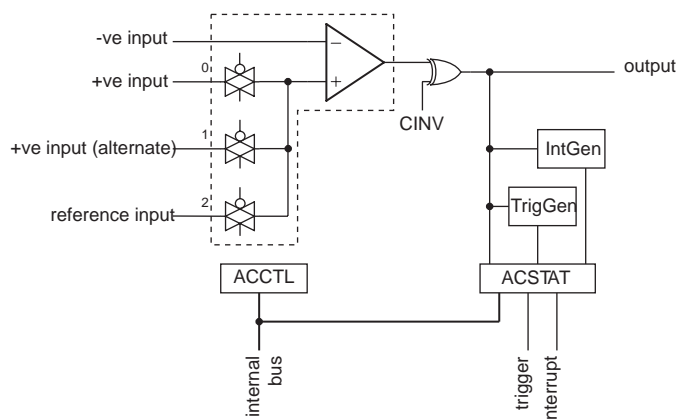 -ve input
+ve input
0
+ve input (alternate)
1
reference input
2
−
+
CINV
output
IntGen
TrigGen
ACCTL
ACSTAT
internal
bus
trigger
nterrupt